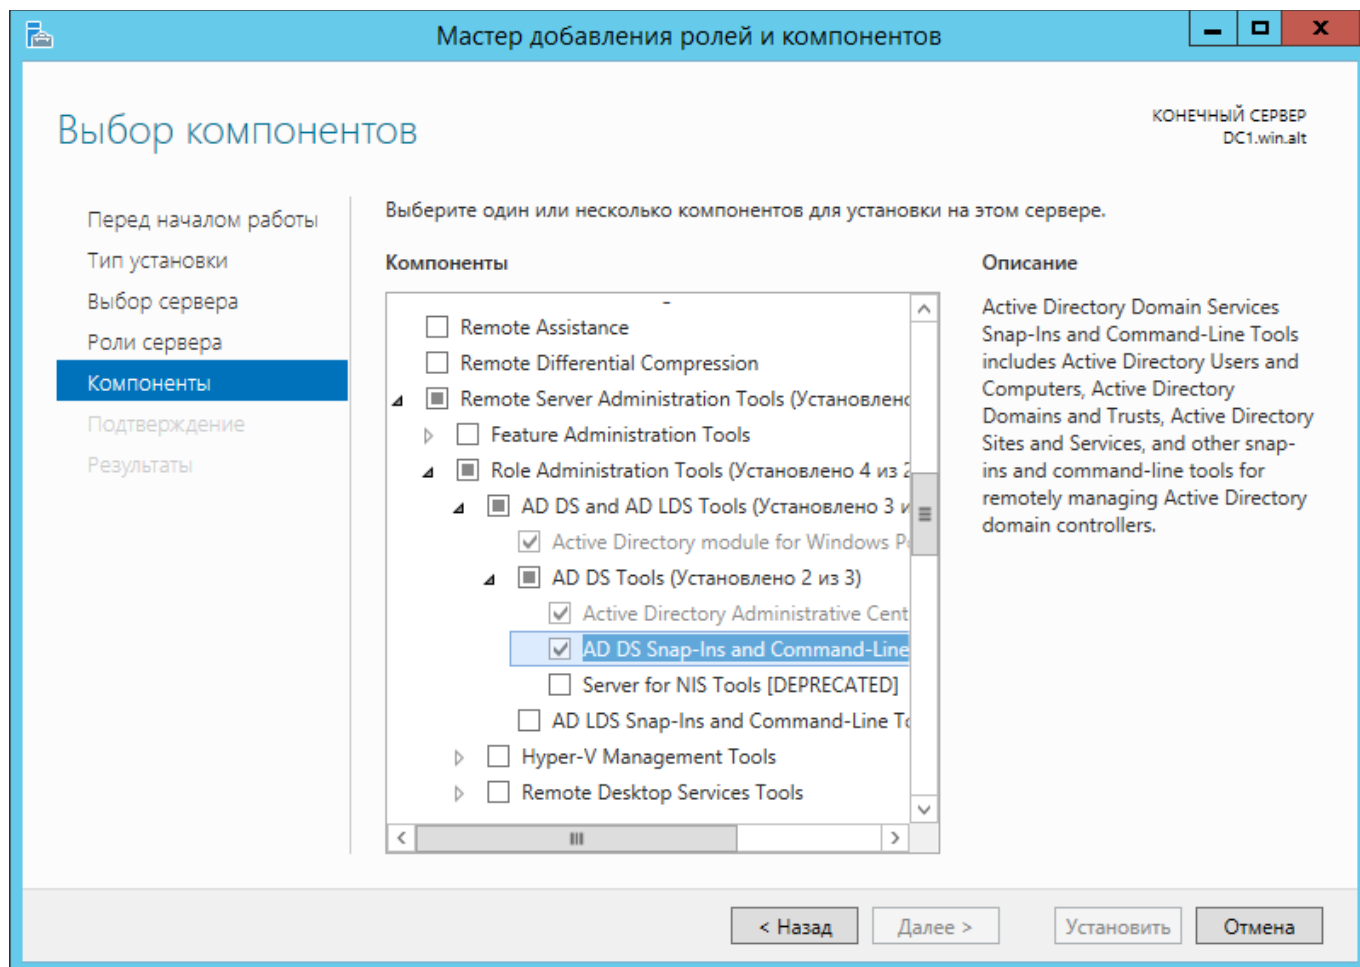 Мастер добавления ролей и компонентов
Выбор компонентов
КОНЕЧНЫЙ СЕРВЕР
DC1.win.alt
Перед началом работы
Тип установки
Выбор сервера
Роли сервера
Компоненты
Подтверждение
Результаты
Выберите один или несколько компонентов для установки на этом сервере.
Компоненты
Remote Assistance
Remote Differential Compression
Remote Server Administration Tools (Установлено
Feature Administration Tools
Role Administration Tools (Установлено 4 из 2
AD DS and AD LDS Tools (Установлено 3 и
Active Directory module for Windows Po
AD DS Tools (Установлено 2 из 3)
Active Directory Administrative Cent
AD DS Snap-Ins and Command-Line
Server for NIS Tools [DEPRECATED]
AD LDS Snap-Ins and Command-Line To
Hyper-V Management Tools
Remote Desktop Services Tools
Описание
Active Directory Domain Services
Snap-Ins and Command-Line Tools
includes Active Directory Users and
Computers, Active Directory
Domains and Trusts, Active Directory
Sites and Services, and other snap-
ins and command-line tools for
remotely managing Active Directory
domain controllers.
< Назад
Далее >
Установить
Отмена